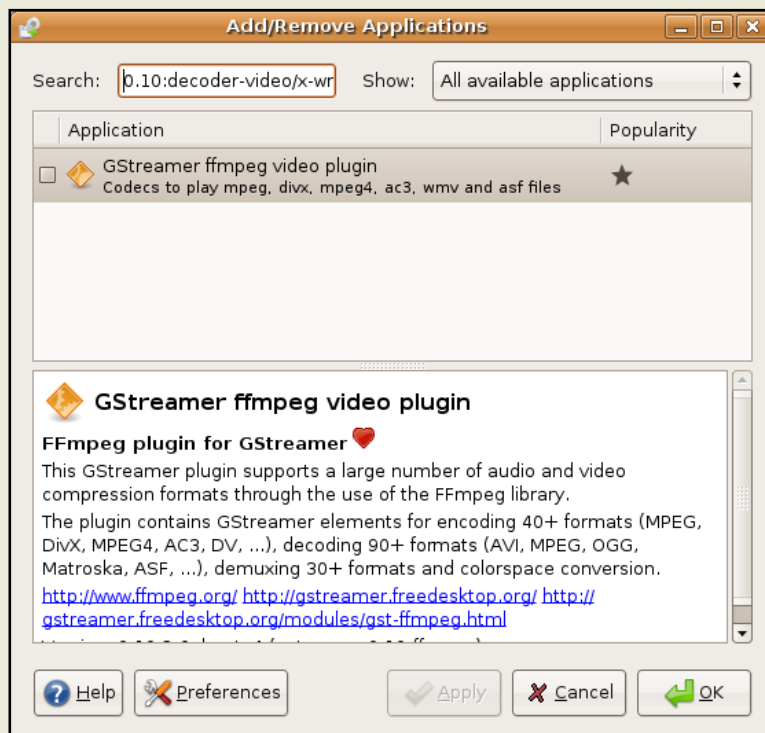 Add/Remove Applications
Search: 0.10:decoder-video/x-wr Show: All available applications
Application Popularity
GStreamer ffmpeg video plugin
Codecs to play mpeg, divx, mpeg4, ac3, wmv and asf files
GStreamer ffmpeg video plugin
FFmpeg plugin for GStreamer
This GStreamer plugin supports a large number of audio and video
compression formats through the use of the FFmpeg library.
The plugin contains GStreamer elements for encoding 40+ formats (MPEG,
DivX, MPEG4, AC3, DV, ...), decoding 90+ formats (AVI, MPEG, OGG,
Matroska, ASF, ...), demuxing 30+ formats and colorspace conversion.
http://www.ffmpeg.org/ http://gstreamer.freedesktop.org/ http://
gstreamer.freedesktop.org/modules/gst-ffmpeg.html
Help Preferences Apply Cancel OK